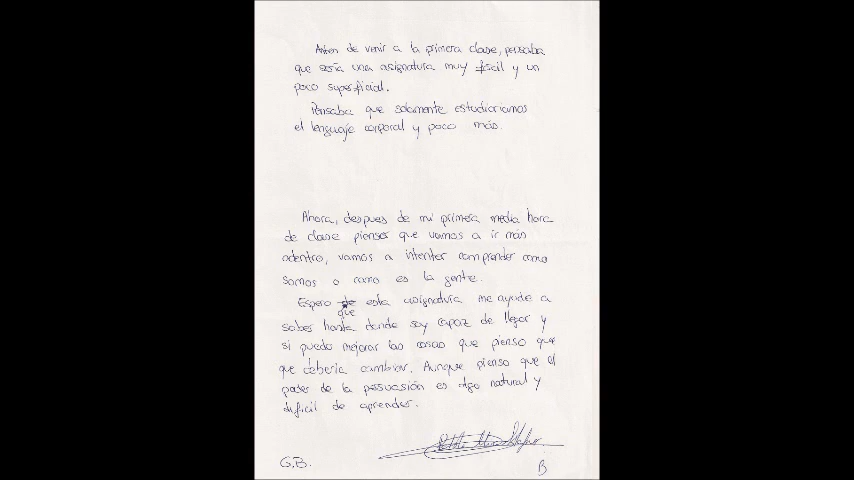 Antes de venir a la primera clase, pensaba
que sería una asignatura muy fácil y un
poco superficial.
Pensaba que solamente estudiaríamos
el lenguaje corporal y poco más.
Ahora, despues de mi primera media hora
de clase pienser que vamos a ir más
adentro, vamos a intenter comprender como
somos o como es la gente.
Espero que esta asignatura me ayude a
saber hasta donde soy capaz de llegar y
si puedo mejorar las cosas que pienso que
que debería cambiar. Aunque pienso que el
poder de la persuasión es algo natural y
dificil de aprender.
G.B.
B